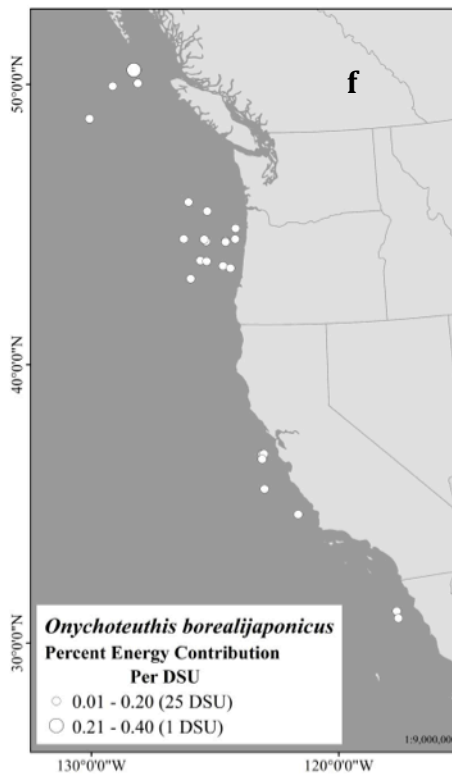 f
50°0'0"N
40°0'0"N
30°0'0"N
Onychoteuthis borealijaponicus
Percent Energy Contribution
Per DSU
0.01 - 0.20 (25 DSU)
0.21 - 0.40 (1 DSU)
1:9,000,000
130°0'0"W
120°0'0"W